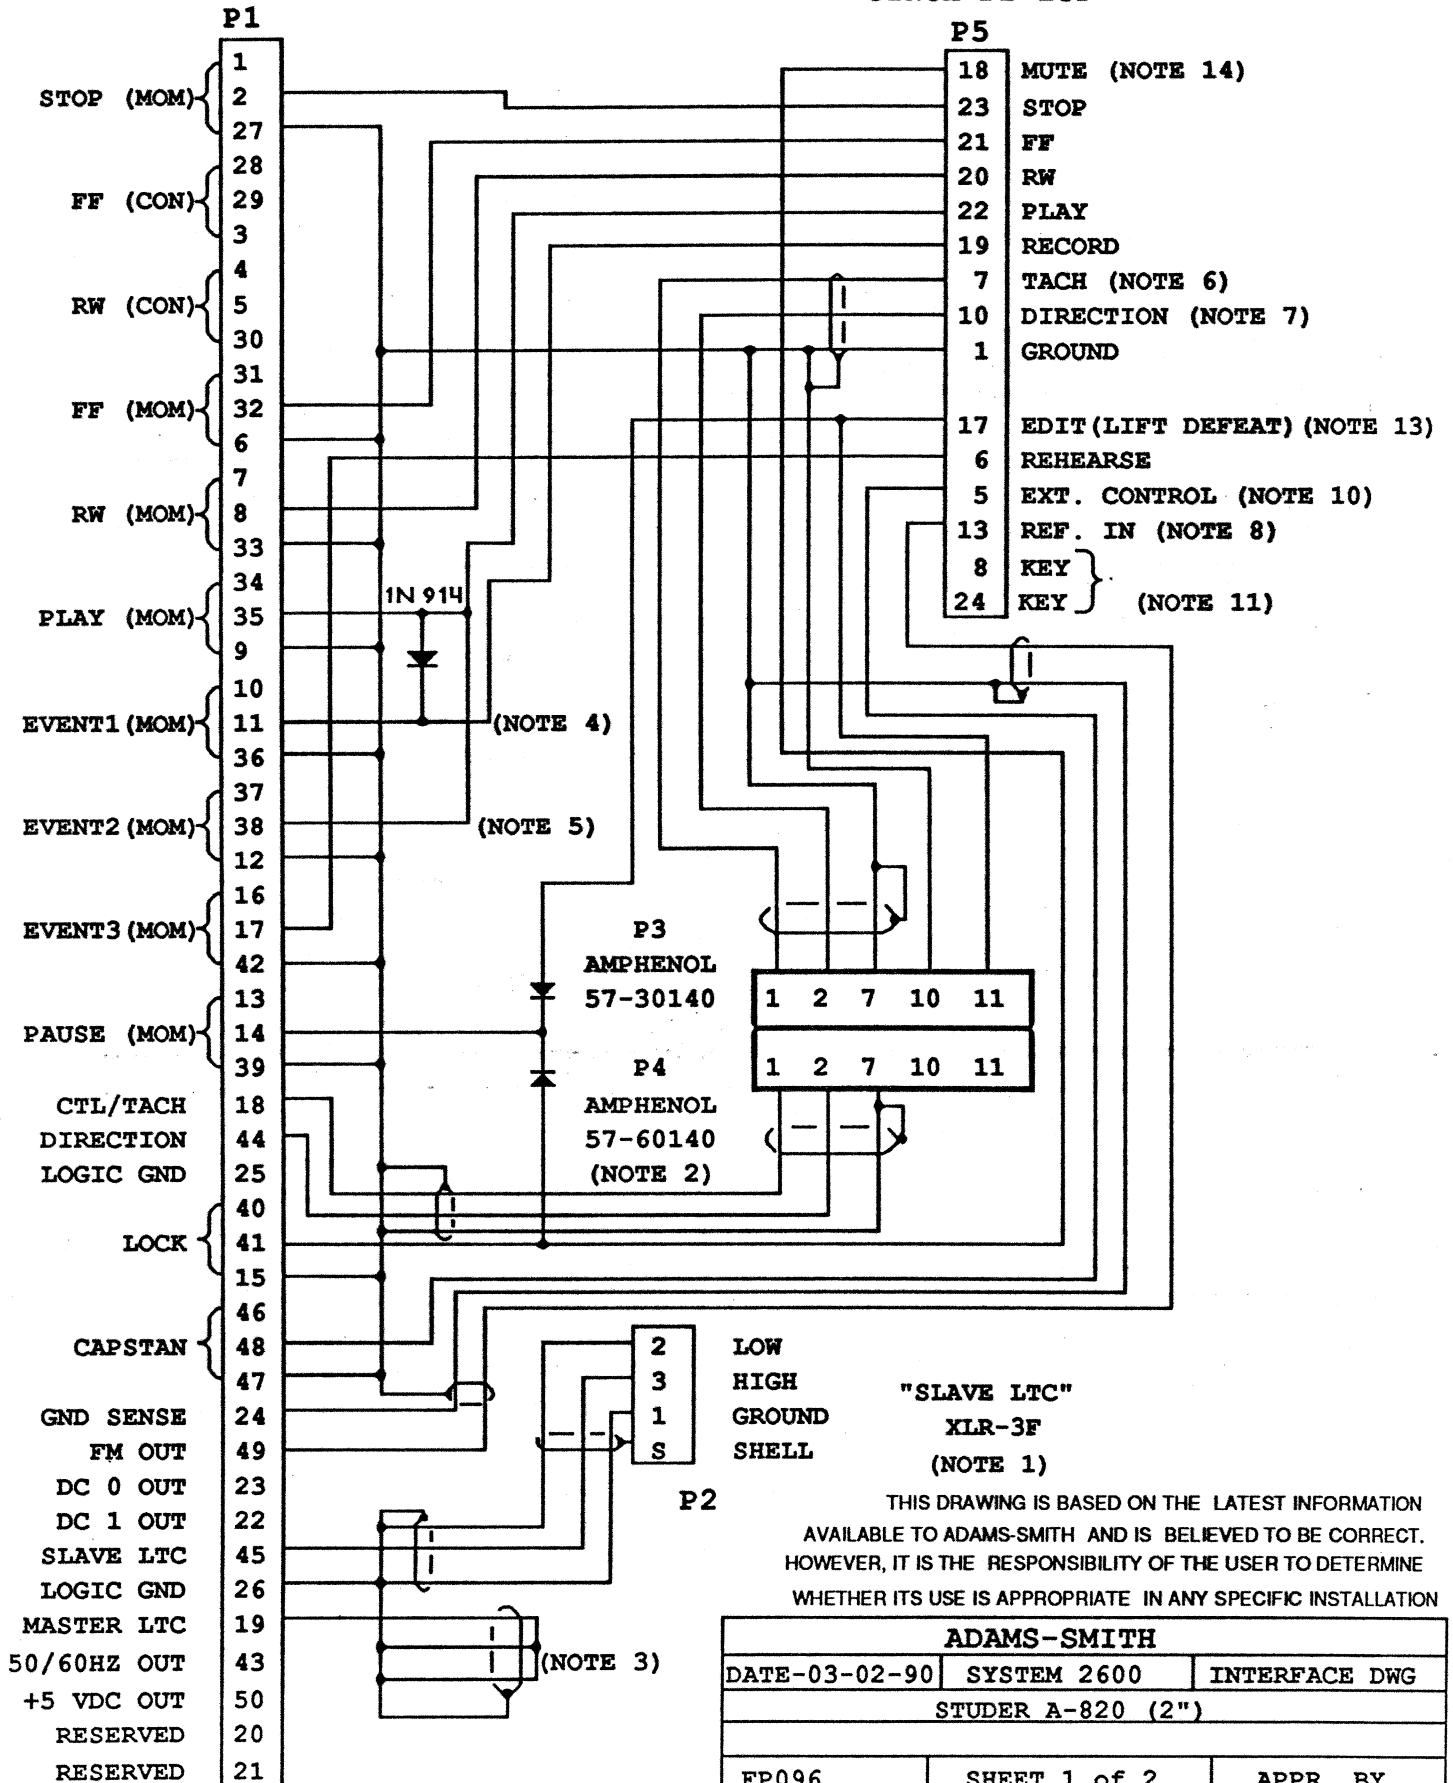 P1
1
STOP (MOM) 2
27
28
FF (CON) 29
3
4
RW (CON) 5
30
31
FF (MOM) 32
6
7
RW (MOM) 8
33
34
PLAY (MOM) 35
9
10
EVENT1(MOM) 11
36
37
EVENT2(MOM) 38
12
16
EVENT3(MOM) 17
42
13
PAUSE (MOM) 14
39
CTL/TACH 18
DIRECTION 44
LOGIC GND 25
40
LOCK 41
15
46
CAPSTAN 48
47
GND SENSE 24
FM OUT 49
DC 0 OUT 23
DC 1 OUT 22
SLAVE LTC 45
LOGIC GND 26
MASTER LTC 19
50/60HZ OUT 43
+5 VDC OUT 50
RESERVED 20
RESERVED 21
1N 914
(NOTE 4)
(NOTE 5)
(NOTE 3)
P5
18 MUTE (NOTE 14)
23 STOP
21 FF
20 RW
22 PLAY
19 RECORD
7 TACH (NOTE 6)
10 DIRECTION (NOTE 7)
1 GROUND
17 EDIT(LIFT DEFEAT)(NOTE 13)
6 REHEARSE
5 EXT. CONTROL (NOTE 10)
13 REF. IN (NOTE 8)
8 KEY
24 KEY (NOTE 11)
P3
AMPHENOL
57-30140
1 2 7 10 11
P4
AMPHENOL
57-60140
(NOTE 2)
1 2 7 10 11
2 LOW
3 HIGH
1 GROUND
S SHELL
P2
"SLAVE LTC"
XLR-3F
(NOTE 1)
THIS DRAWING IS BASED ON THE LATEST INFORMATION
AVAILABLE TO ADAMS-SMITH AND IS BELIEVED TO BE CORRECT.
HOWEVER, IT IS THE RESPONSIBILITY OF THE USER TO DETERMINE
WHETHER ITS USE IS APPROPRIATE IN ANY SPECIFIC INSTALLATION
ADAMS-SMITH
DATE-03-02-90 SYSTEM 2600 INTERFACE DWG
STUDER A-820 (2")
SHEET 1 of 2 APPR. BY